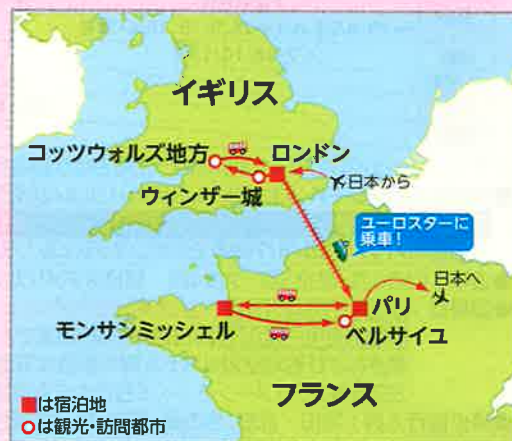 イギリス
コッツウォルズ地方
ロンドン
ウィンザー城
日本から
ユーロスターに
乗車!
日本へ
パリ
モンサンミッシェル
ベルサイユ
フランス
■は宿泊地
○は観光・訪問都市